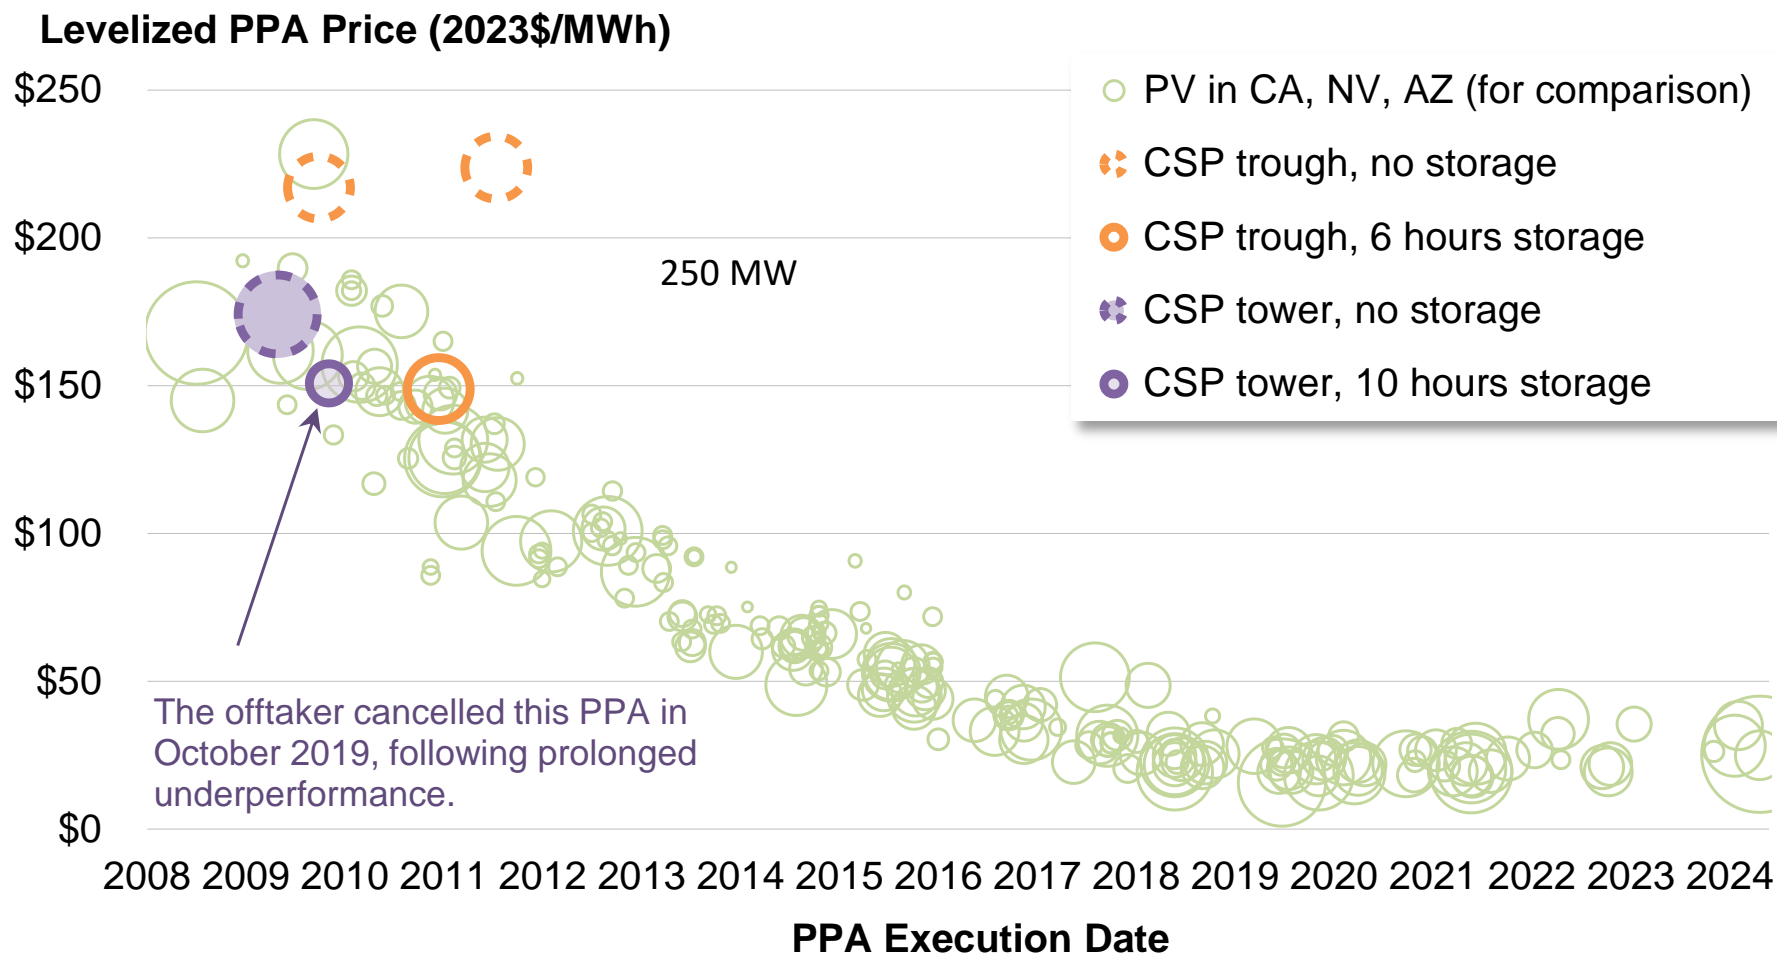 Levelized PPA Price (2023$/MWh)
$250
$200
$150
$100
$50
$0
PV in CA, NV, AZ (for comparison)
CSP trough, no storage
CSP trough, 6 hours storage
CSP tower, no storage
CSP tower, 10 hours storage
250 MW
The offtaker cancelled this PPA in
October 2019, following prolonged
underperformance.
2008 2009 2010 2011 2012 2013 2014 2015 2016 2017 2018 2019 2020 2021 2022 2023 2024
PPA Execution Date